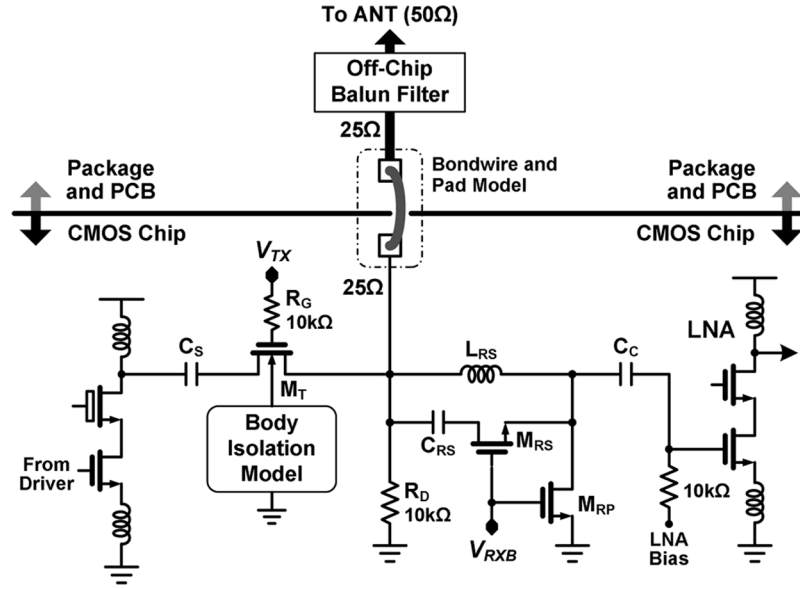 To ANT (50Ω)
Off-Chip
Balun Filter
25Ω
Bondwire and
Pad Model
Package
and PCB
Package
and PCB
CMOS Chip
CMOS Chip
VTX
25Ω
RG
10kΩ
CS
MT
LRS
CC
LNA
Body
Isolation
Model
CRS
MRS
From
Driver
RD
10kΩ
MRP
10kΩ
VRXB
LNA
Bias